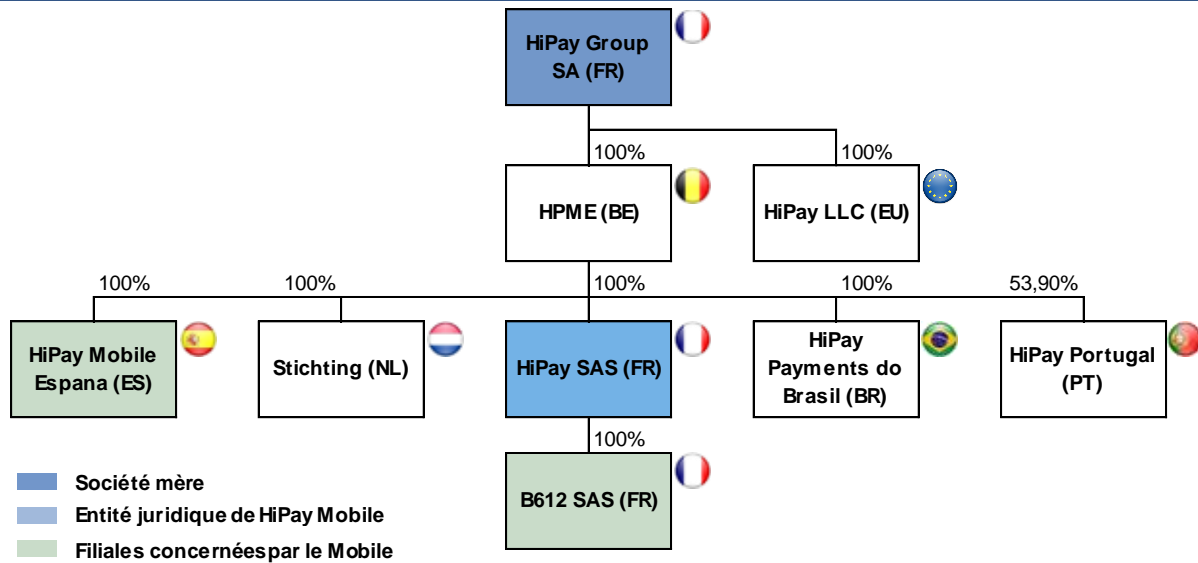 HiPay Group
SA (FR)
100%
100%
HPME (BE)
HiPay LLC (EU)
100%
100%
100%
100%
53,90%
HiPay Mobile
Espana (ES)
Stichting (NL)
HiPay SAS (FR)
HiPay
Payments do
Brasil (BR)
HiPay Portugal
(PT)
100%
B612 SAS (FR)
Société mère
Entité juridique de HiPay Mobile
Filiales concernéespar le Mobile